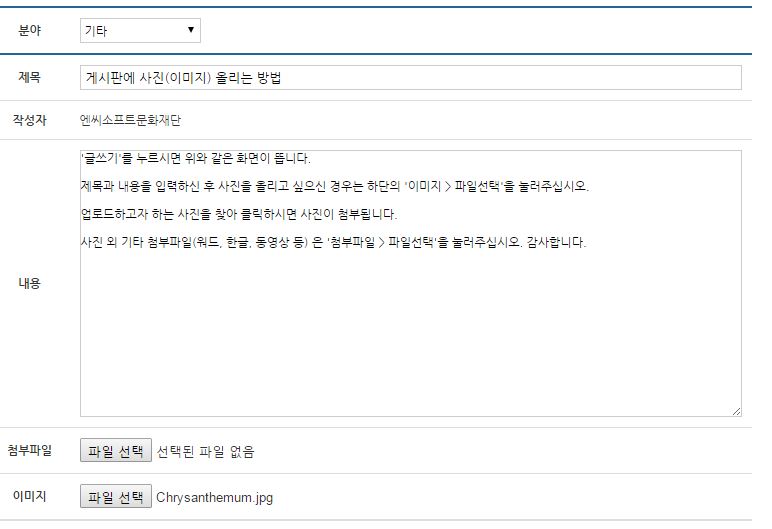 분야 기타
제목 게시판에 사진(이미지) 올리는 방법
작성자 엔씨소프트문화재단
'글쓰기'를 누르시면 위와 같은 화면이 뜹니다.
제목과 내용을 입력하신 후 사진을 올리고 싶으신 경우는 하단의 '이미지 > 파일선택'을 눌러주십시오.
업로드하고자 하는 사진을 찾아 클릭하시면 사진이 첨부됩니다.
사진 외 기타 첨부파일(워드, 한글, 동영상 등) 은 '첨부파일 > 파일선택'을 눌러주십시오. 감사합니다.
내용
첨부파일 파일 선택 선택된 파일 없음
이미지 파일 선택 Chrysanthemum.jpg